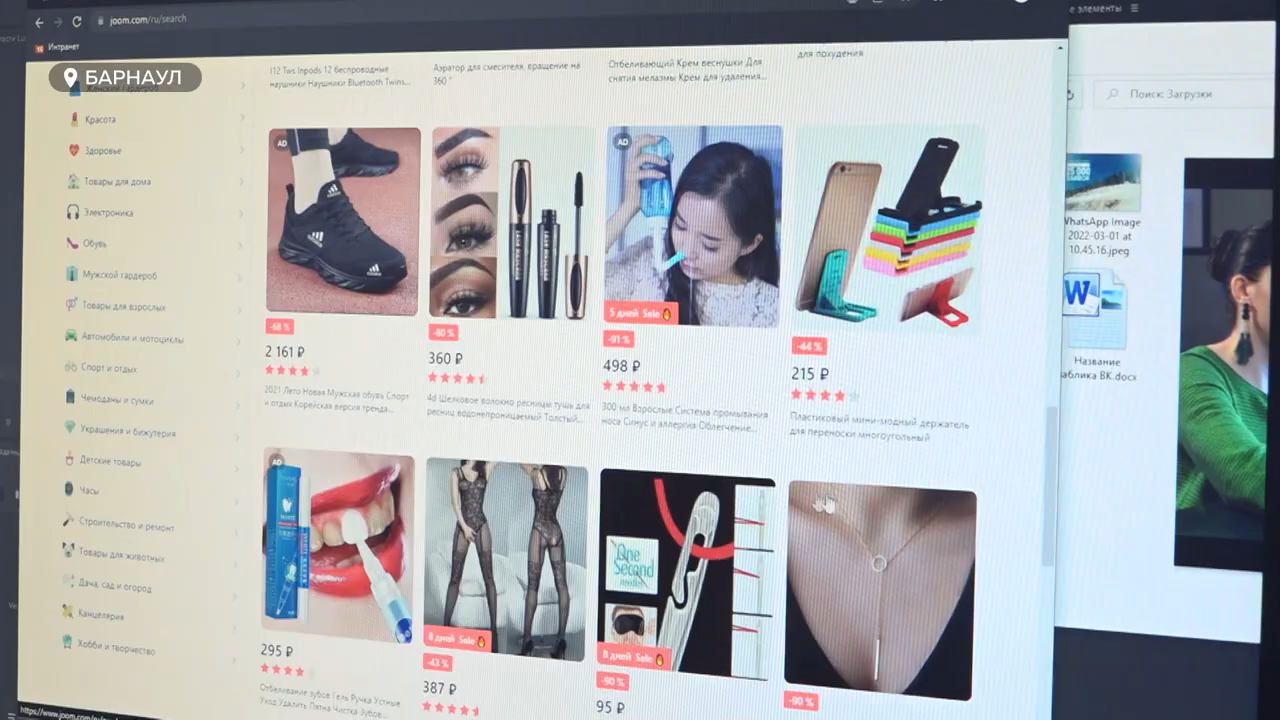 joom.com/ru/search
Интранет
БАРНАУЛ
е элементы
Поиск: Загрузки
Женский гардероб
Красота
Здоровье
Товары для дома
Электроника
Обувь
Мужской гардероб
Товары для взрослых
Автомобили и мотоциклы
Спорт и отдых
Чемоданы и сумки
Украшения и бижутерия
Детские товары
Часы
Строительство и ремонт
Товары для животных
Дача, сад и огород
Канцелярия
Хобби и творчество
I12 Tws Inpods 12 беспроводные
наушники Наушники Bluetooth Twins...
Аэратор для смесителя, вращение на
360 °
Отбеливающий Крем веснушки Для
снятия мелазмы Крем для удаления...
для похудения
AD
-68 %
2 161 ₽
2021 Лето Новая Мужская обувь Спорт
и отдых Корейская версия тренда...
-80 %
360 ₽
4d Шелковое волокно ресницы тушь для
ресниц водонепроницаемый Толстый...
AD
5 дней Sale
-91 %
498 ₽
300 мл Взрослые Система промывания
носа Синус и аллергия Облегчение...
-44 %
215 ₽
Пластиковый мини-модный держатель
для переноски многоугольный
AD
295 ₽
Отбеливание зубов Гель Ручка Устные
Уход Удалить Пятна Чистка Зубов...
8 дней Sale
-43 %
387 ₽
One
Second
needles
8 дней Sale
-90 %
95 ₽
-90 %
WhatsApp Image
2022-03-01 at
10.45.16.jpeg
W
Название
аблика ВК.docx
https://www.joom.com/ru